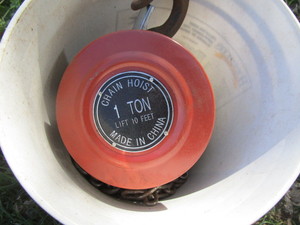 CHAIN HOIST
1 TON
LIFT 10 FEET
MADE IN CHINA